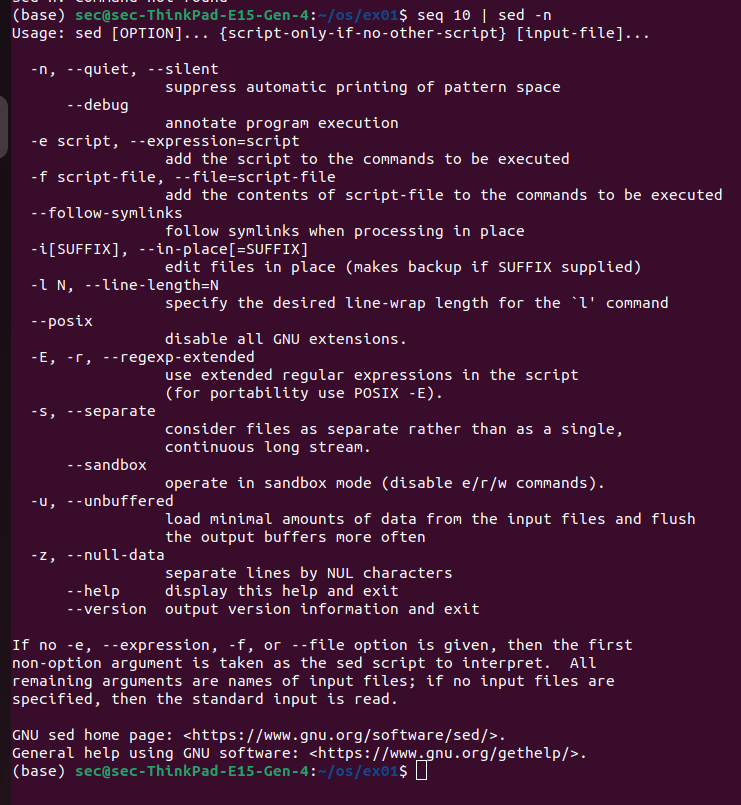 (base) sec@sec-ThinkPad-E15-Gen-4:~/os/ex01$ seq 10 | sed -n
Usage: sed [OPTION]... {script-only-if-no-other-script} [input-file]...

  -n, --quiet, --silent
                 suppress automatic printing of pattern space
      --debug
                 annotate program execution
  -e script, --expression=script
                 add the script to the commands to be executed
  -f script-file, --file=script-file
                 add the contents of script-file to the commands to be executed
  --follow-symlinks
                 follow symlinks when processing in place
  -i[SUFFIX], --in-place[=SUFFIX]
                 edit files in place (makes backup if SUFFIX supplied)
  -l N, --line-length=N
                 specify the desired line-wrap length for the `l' command
  --posix
                 disable all GNU extensions.
  -E, -r, --regexp-extended
                 use extended regular expressions in the script
                 (for portability use POSIX -E).
  -s, --separate
                 consider files as separate rather than as a single,
                 continuous long stream.
      --sandbox
                 operate in sandbox mode (disable e/r/w commands).
  -u, --unbuffered
                 load minimal amounts of data from the input files and flush
                 the output buffers more often
  -z, --null-data
                 separate lines by NUL characters
      --help     display this help and exit
      --version  output version information and exit

If no -e, --expression, -f, or --file option is given, then the first
non-option argument is taken as the sed script to interpret.  All
remaining arguments are names of input files; if no input files are
specified, then the standard input is read.

GNU sed home page: <https://www.gnu.org/software/sed/>.
General help using GNU software: <https://www.gnu.org/gethelp/>.
(base) sec@sec-ThinkPad-E15-Gen-4:~/os/ex01$